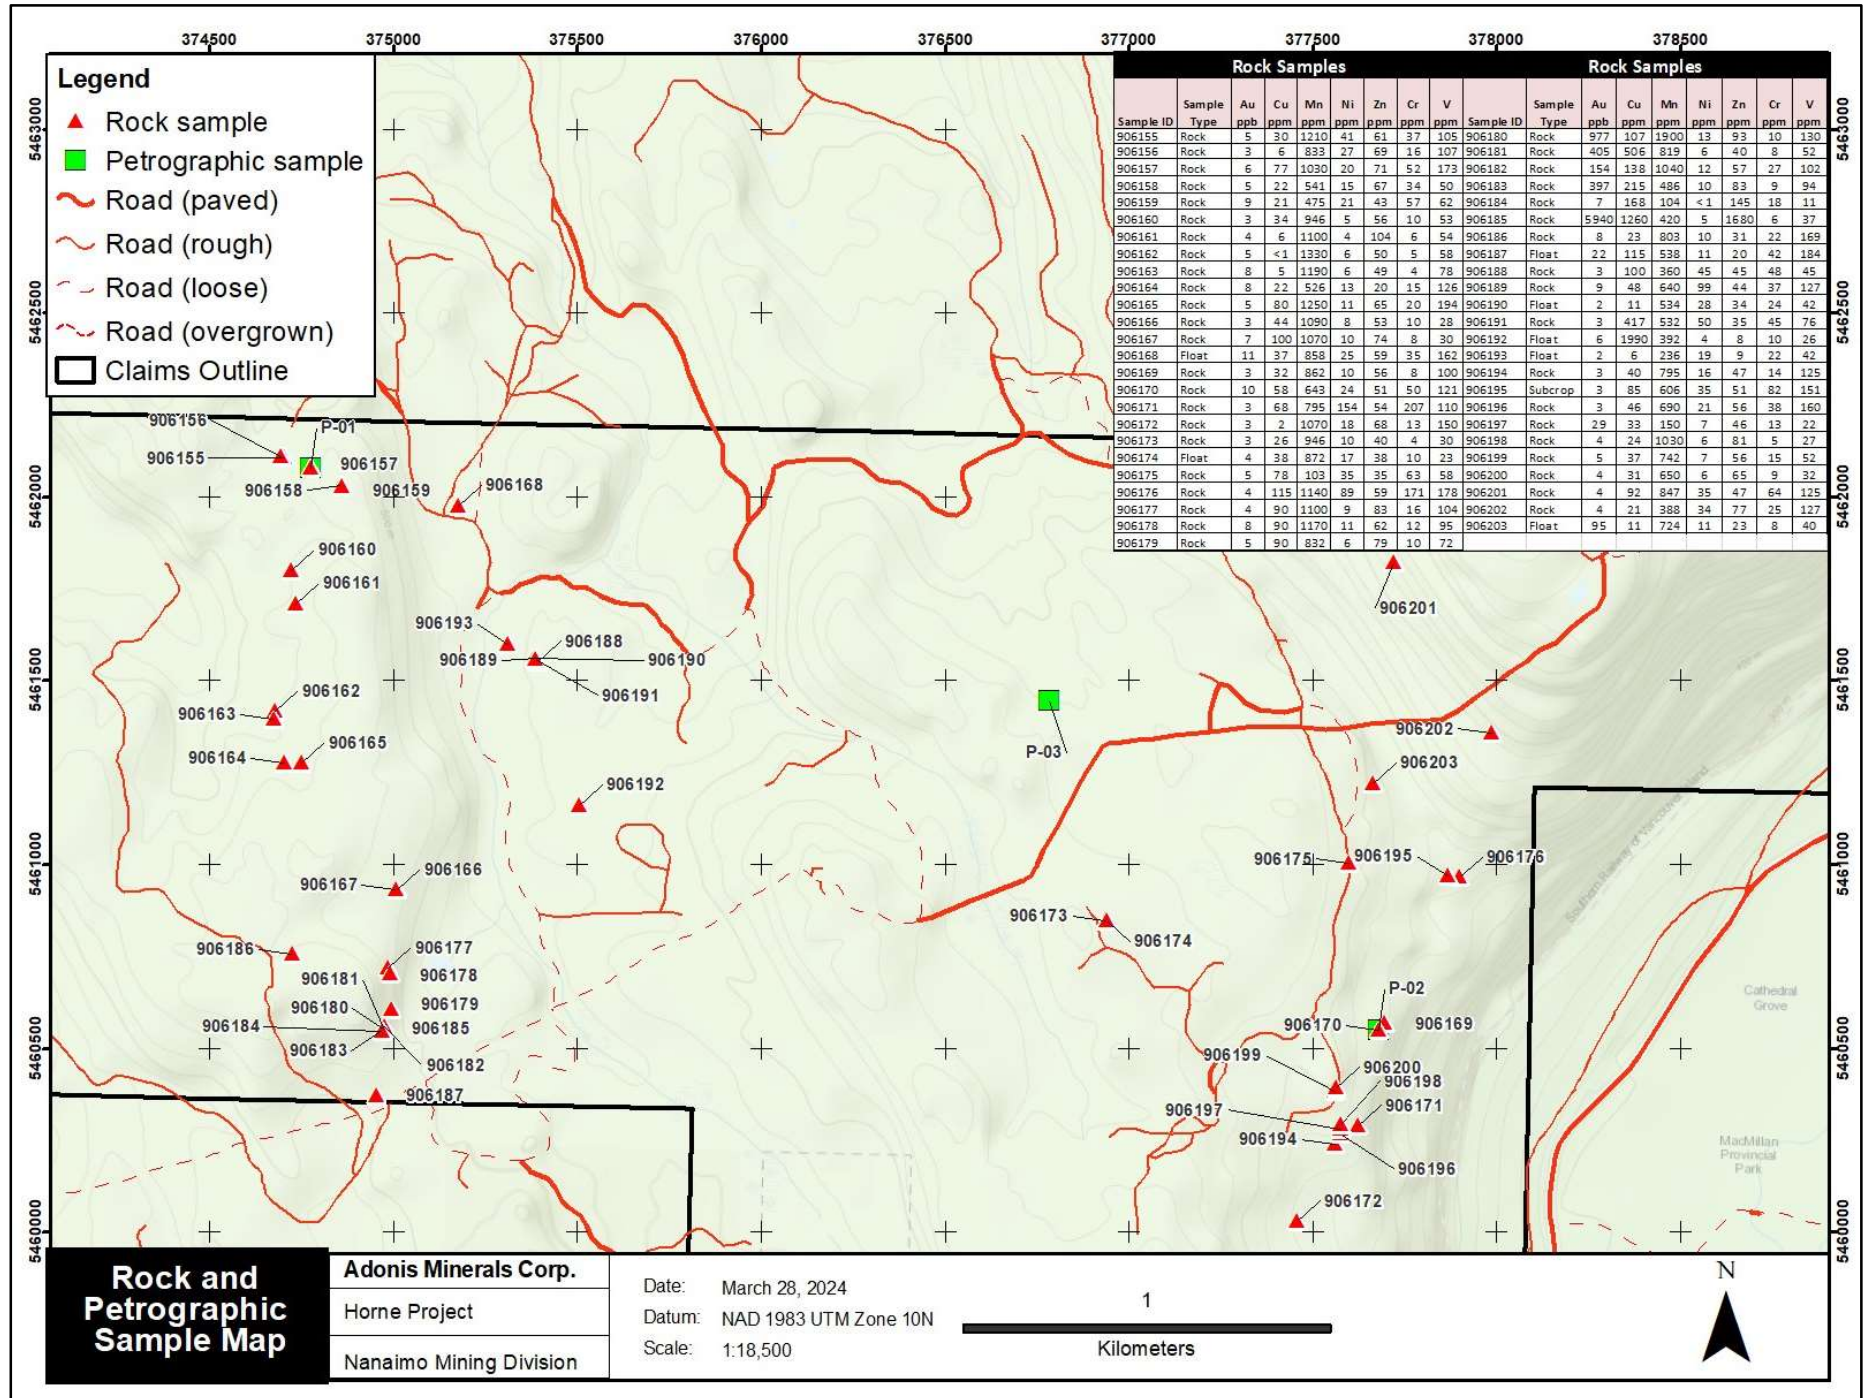 374500 375000 375500 376000 376500 377000 377500 378000 378500
5463000
5462500
5462000
5461500
5461000
5460500
5460000
5463000
5462500
5462000
5461500
5461000
5460500
5460000
Legend
Rock sample
Petrographic sample
Road (paved)
Road (rough)
Road (loose)
Road (overgrown)
Claims Outline
Rock Samples Rock Samples
Sample ID Sample Type Au ppb Cu ppm Mn ppm Ni ppm Zn ppm Cr ppm V ppm Sample ID Sample Type Au ppb Cu ppm Mn ppm Ni ppm Zn ppm Cr ppm V ppm
906155 Rock 5 30 1210 41 61 37 105 906180 Rock 977 107 1900 13 93 10 130
906156 Rock 3 6 833 27 69 16 107 906181 Rock 405 506 819 6 40 8 52
906157 Rock 6 77 1030 20 71 52 173 906182 Rock 154 138 1040 12 57 27 102
906158 Rock 5 22 541 15 67 34 50 906183 Rock 397 215 486 10 83 9 94
906159 Rock 9 21 475 21 43 57 62 906184 Rock 7 168 104 <1 145 18 11
906160 Rock 3 34 946 5 56 10 53 906185 Rock 5940 1260 420 5 1680 6 37
906161 Rock 4 6 1100 4 104 6 54 906186 Rock 8 23 803 10 31 22 169
906162 Rock 5 <1 1330 6 50 5 58 906187 Float 22 115 538 11 20 42 184
906163 Rock 8 5 1190 6 49 4 78 906188 Rock 3 100 360 45 45 48 45
906164 Rock 8 22 526 13 20 15 126 906189 Rock 9 48 640 99 44 37 127
906165 Rock 5 80 1250 11 65 20 194 906190 Float 2 11 534 28 34 24 42
906166 Rock 3 44 1090 8 53 10 28 906191 Rock 3 417 532 50 35 45 76
906167 Rock 7 100 1070 10 74 8 30 906192 Float 6 1990 392 4 8 10 26
906168 Float 11 37 858 25 59 35 162 906193 Float 2 6 236 19 9 22 42
906169 Rock 3 32 862 10 56 8 100 906194 Rock 3 40 795 16 47 14 125
906170 Rock 10 58 643 24 51 50 121 906195 Subcrop 3 85 606 35 51 82 151
906171 Rock 3 68 795 154 54 207 110 906196 Rock 3 46 690 21 56 38 160
906172 Rock 3 2 1070 18 68 13 150 906197 Rock 29 33 150 7 46 13 22
906173 Rock 3 26 946 10 40 4 30 906198 Rock 4 24 1030 6 81 5 27
906174 Float 4 38 872 17 38 10 23 906199 Rock 5 37 742 7 56 15 52
906175 Rock 5 78 103 35 35 63 58 906200 Rock 4 31 650 6 65 9 32
906176 Rock 4 115 1140 89 59 171 178 906201 Rock 4 92 847 35 47 64 125
906177 Rock 4 90 1100 9 83 16 104 906202 Rock 4 21 388 34 77 25 127
906178 Rock 8 90 1170 11 62 12 95 906203 Float 95 11 724 11 23 8 40
906179 Rock 5 90 832 6 79 10 72
906156
P-01
906155
906157
906158
906159
906168
906160
906161
906201
906193
906188
906189
906190
906191
906162
906163
906165
906164
P-03
906202
906203
906192
906175
906195
906176
906166
906167
906173
906174
906186
906177
906181
906178
906180
906179
906184
906185
906183
906182
906187
P-02
906170
906169
906199
906200
906198
906197
906171
906194
906196
906172
Southern Railway of Vancouver Island
Cathedral
Grove
MacMillan
Provincial
Park
Rock and
Petrographic
Sample Map
Adonis Minerals Corp.
Horne Project
Nanaimo Mining Division
Date: March 28, 2024
Datum: NAD 1983 UTM Zone 10N
Scale: 1:18,500
1
Kilometers
N